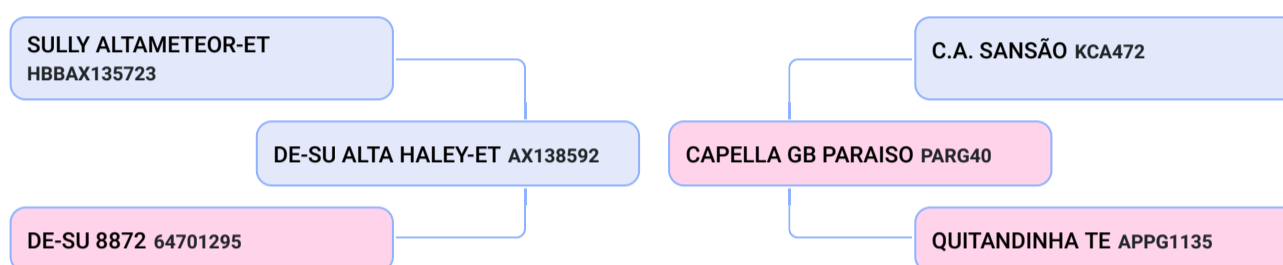 SULLY ALTAMETEOR-ET
HBBAX135723
C.A. SANSÃO KCA472
DE-SU ALTA HALEY-ET AX138592
CAPELLA GB PARAISO PARG40
DE-SU 8872 64701295
QUITANDINHA TE APPG1135